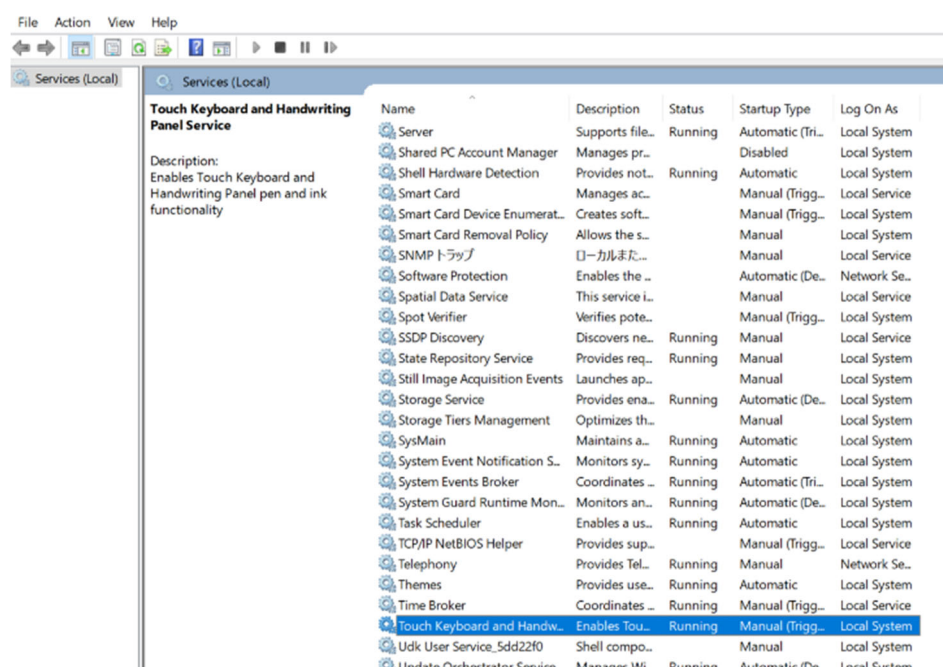 File Action View Help
Services (Local)
Services (Local)
Touch Keyboard and Handwriting
Panel Service
Description:
Enables Touch Keyboard and
Handwriting Panel pen and ink
functionality
Name Description Status Startup Type Log On As
Server Supports file... Running Automatic (Tri... Local System
Shared PC Account Manager Manages pr... Disabled Local System
Shell Hardware Detection Provides not... Running Automatic Local System
Smart Card Manages ac... Manual (Trigg... Local Service
Smart Card Device Enumerat... Creates soft... Manual (Trigg... Local System
Smart Card Removal Policy Allows the s... Manual Local System
SNMP トラップ ローカルまた... Manual Local Service
Software Protection Enables the ... Automatic (De... Network Se...
Spatial Data Service This service i... Manual Local Service
Spot Verifier Verifies pote... Manual (Trigg... Local System
SSDP Discovery Discovers ne... Running Manual Local Service
State Repository Service Provides req... Running Manual Local System
Still Image Acquisition Events Launches ap... Manual Local System
Storage Service Provides ena... Running Automatic (De... Local System
Storage Tiers Management Optimizes th... Manual Local System
SysMain Maintains a... Running Automatic Local System
System Event Notification S... Monitors sy... Running Automatic Local System
System Events Broker Coordinates ... Running Automatic (Tri... Local System
System Guard Runtime Mon... Monitors an... Running Automatic (De... Local System
Task Scheduler Enables a us... Running Automatic Local System
TCP/IP NetBIOS Helper Provides sup... Manual (Trigg... Local Service
Telephony Provides Tel... Running Manual Network Se...
Themes Provides use... Running Automatic Local System
Time Broker Coordinates ... Running Manual (Trigg... Local Service
Touch Keyboard and Handw... Enables Tou... Running Manual (Trigg... Local System
Udk User Service_5dd22f0 Shell compo... Manual Local System
Update Orchestrator Service Manages Wi... Running Automatic (De... Local System